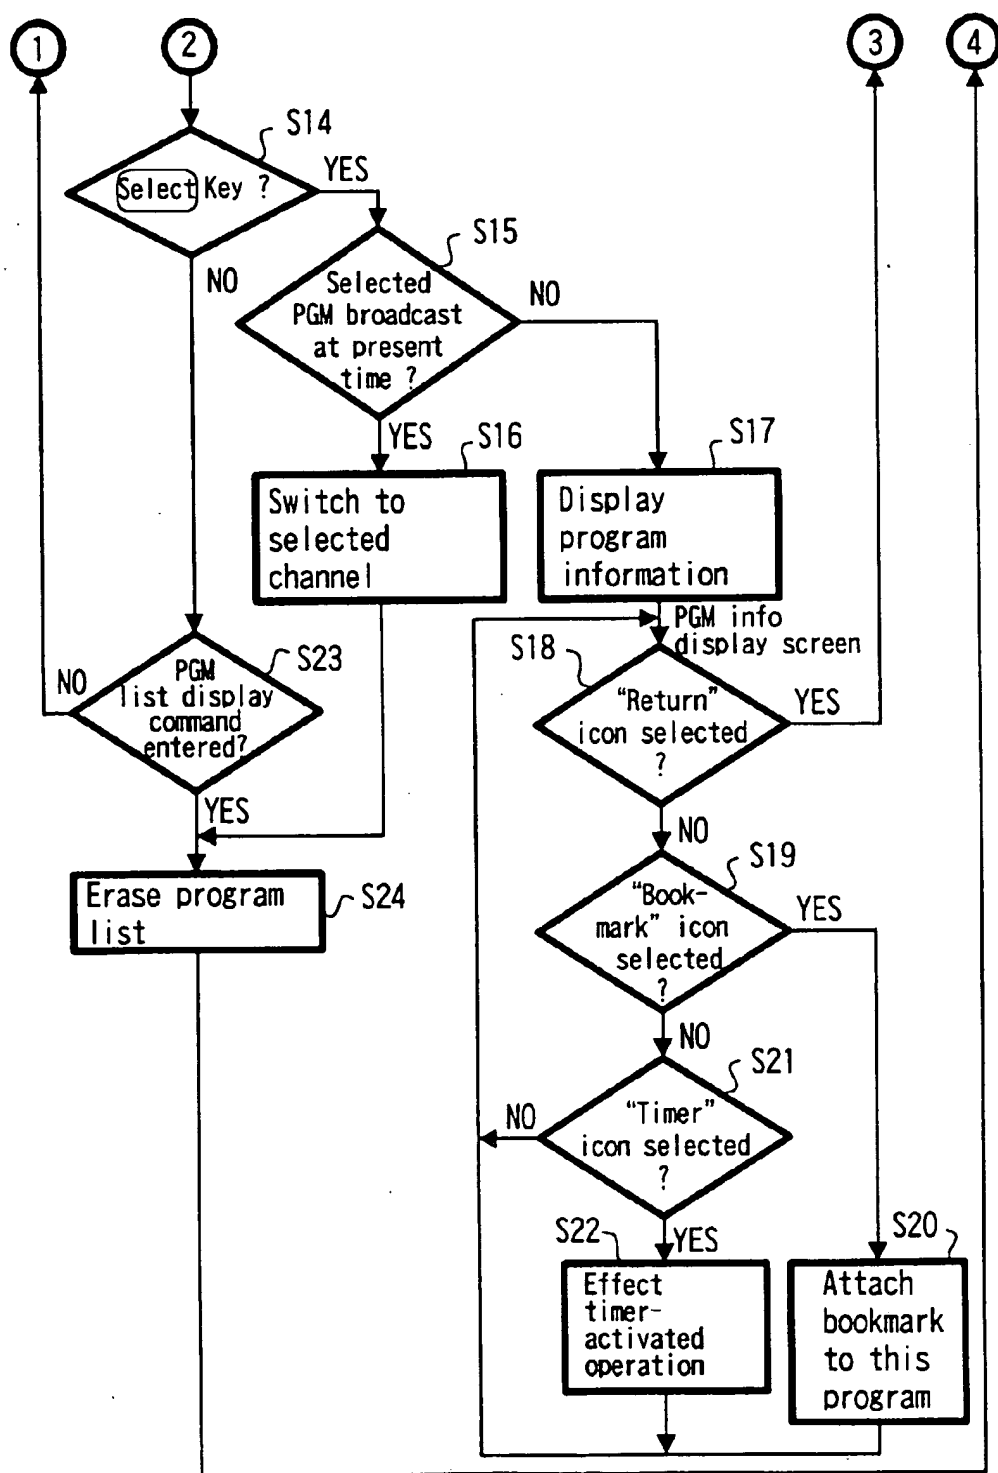 1
2
3
4
S14
Select Key ?
YES
NO
S15
Selected
PGM broadcast
at present
time ?
NO
YES
S16
Switch to
selected
channel
S17
Display
program
information
PGM info
display screen
S18
"Return"
icon selected
?
YES
NO
S23
PGM
list display
command
entered?
NO
YES
S24
Erase program
list
S19
"Book-
mark" icon
selected
?
YES
NO
S21
"Timer"
icon selected
?
NO
YES
S22
Effect
timer-
activated
operation
S20
Attach
bookmark
to this
program